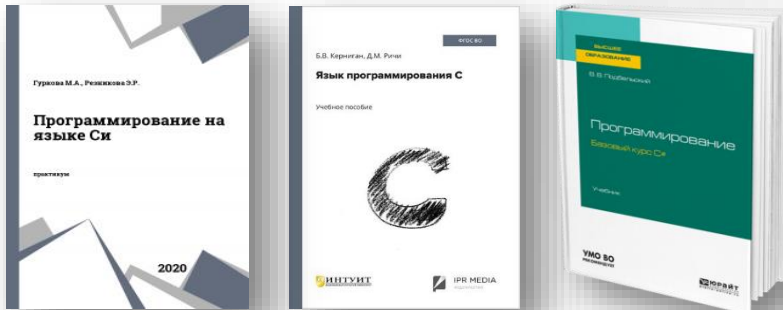 Гуркова М.А., Резникова Э.Р.
Программирование на
языке Си
практикум
2020
ФГОС ВО
Б.В. Керниган, Д.М. Ричи
Язык программирования C
Учебное пособие
C
ИНТУИТ
IPR MEDIA
ВЫСШЕЕ
ОБРАЗОВАНИЕ
В. В. Подбельский
Программирование
Базовый курс C#
Учебник
УМО ВО
РЕКОМЕНДУЕТ
юрайт